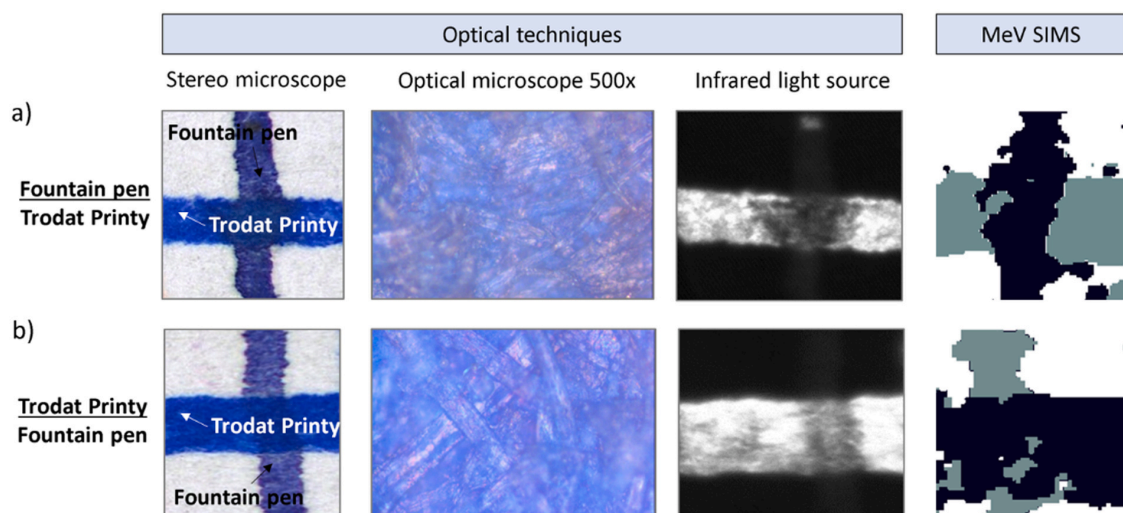 Optical techniques
MeV SIMS
Stereo microscope
Optical microscope 500x
Infrared light source
a)
Fountain pen
Trodat Printy
Fountain pen
Trodat Printy
b)
Trodat Printy
Fountain pen
Trodat Printy
Fountain pen